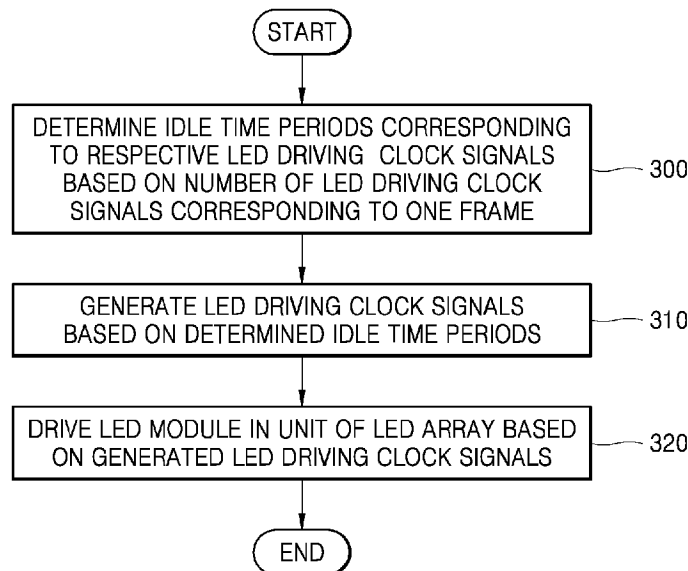 START
DETERMINE IDLE TIME PERIODS CORRESPONDING
TO RESPECTIVE LED DRIVING CLOCK SIGNALS
BASED ON NUMBER OF LED DRIVING CLOCK
SIGNALS CORRESPONDING TO ONE FRAME
300
GENERATE LED DRIVING CLOCK SIGNALS
BASED ON DETERMINED IDLE TIME PERIODS
310
DRIVE LED MODULE IN UNIT OF LED ARRAY BASED
ON GENERATED LED DRIVING CLOCK SIGNALS
320
END